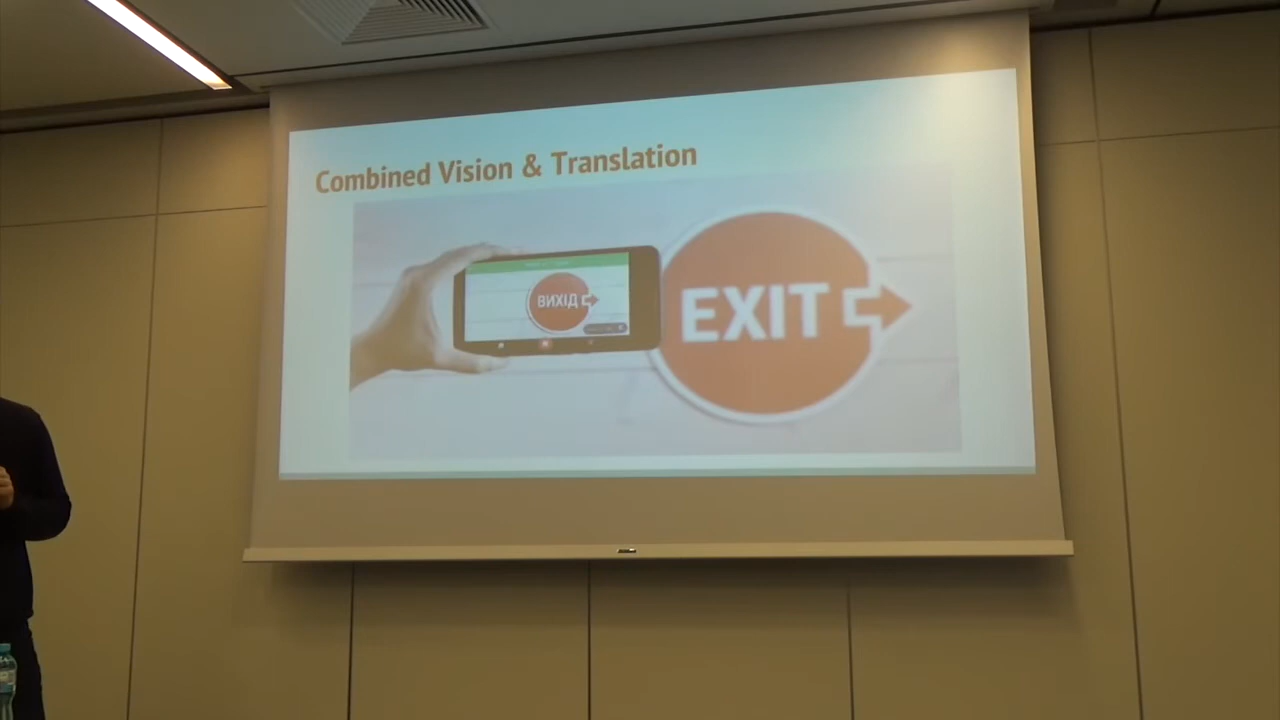 Combined Vision & Translation
ВИХІД
EXIT